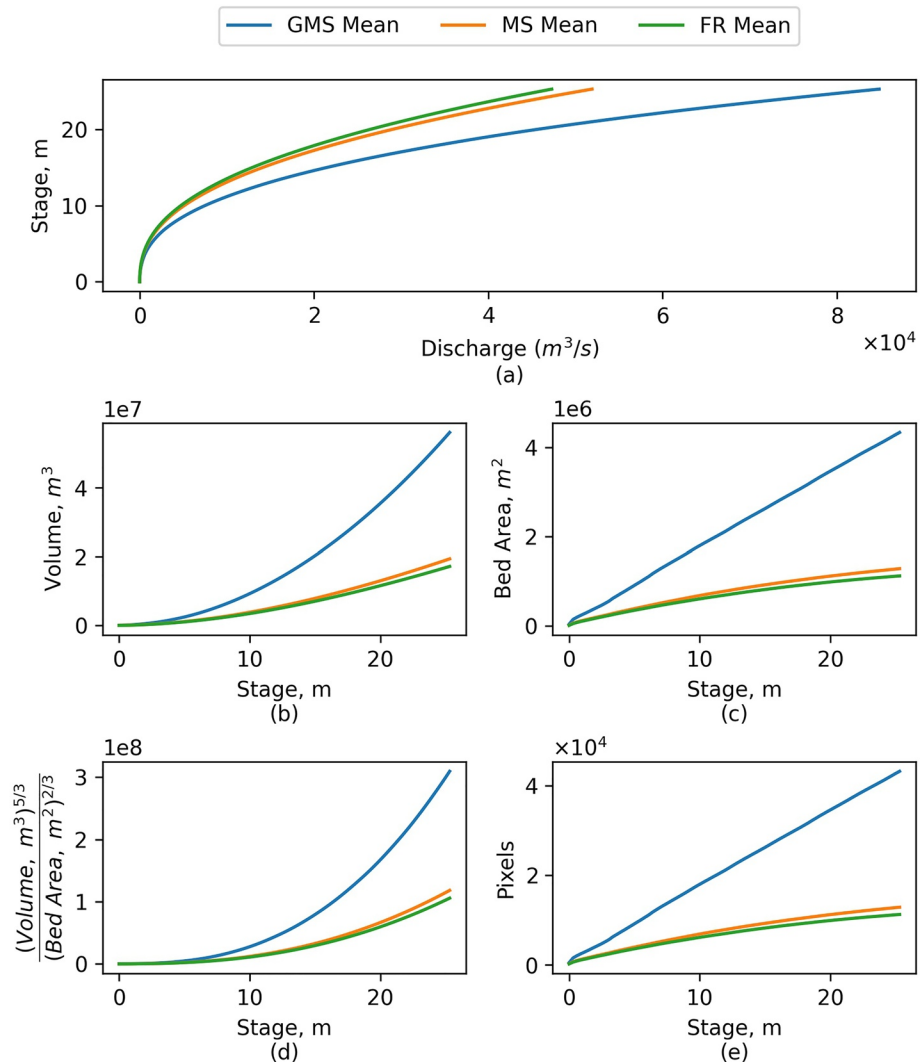 GMS Mean MS Mean FR Mean
Stage, m
20
10
0
0 2 4 6 8
×10⁴
Discharge (m³/s)
(a)
1e7
Volume, m³
4
2
0
0 10 20
Stage, m
(b)
1e6
Bed Area, m²
4
2
0
0 10 20
Stage, m
(c)
1e8
(Volume, m³)^5/3
(Bed Area, m²)^2/3
3
2
1
0
0 10 20
Stage, m
(d)
×10⁴
Pixels
4
2
0
0 10 20
Stage, m
(e)